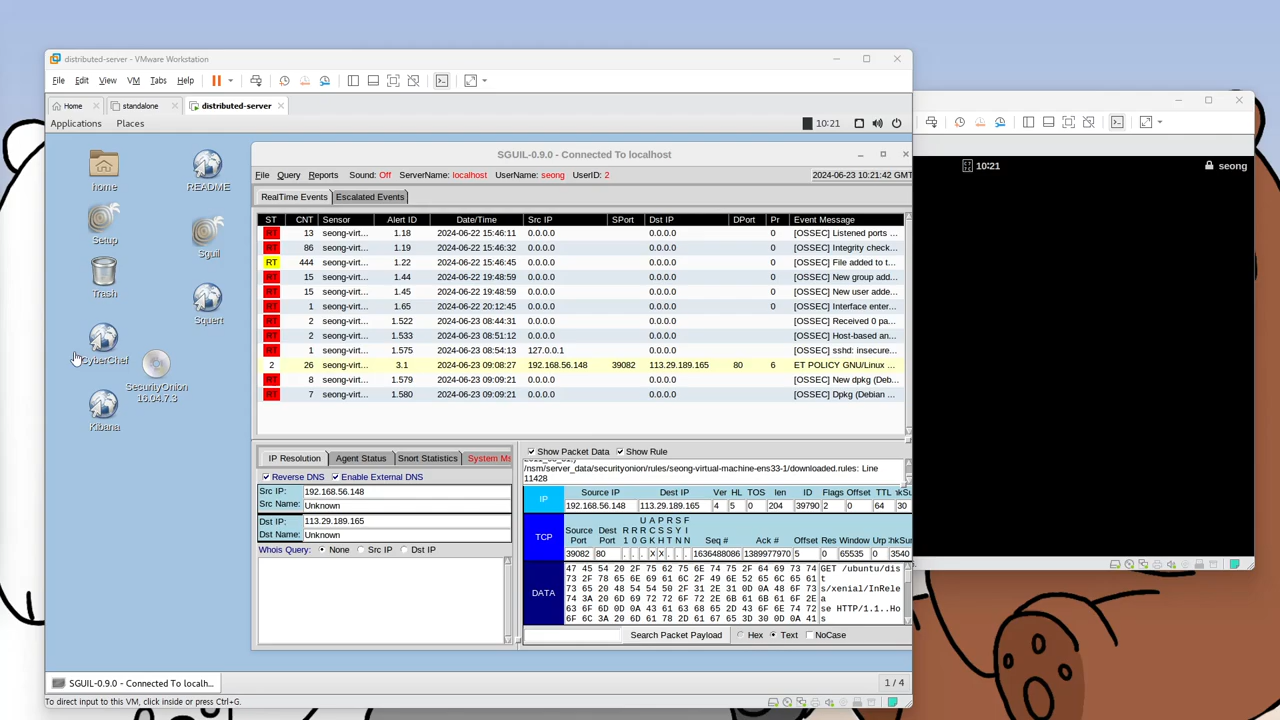 distributed-server - VMware Workstation
File Edit View VM Tabs Help
Home standalone distributed-server
Applications Places 10:21
home README
Setup Sguil
Trash
Squert
CyberChef
SecurityOnion
16.04.7.3
Kibana
SGUIL-0.9.0 - Connected To localhost
File Query Reports Sound: Off ServerName: localhost UserName: seong UserID: 2 2024-06-23 10:21:42 GMT
RealTime Events Escalated Events
ST CNT Sensor Alert ID Date/Time Src IP SPort Dst IP DPort Pr Event Message
RT 13 seong-virt... 1.18 2024-06-22 15:46:11 0.0.0.0 0.0.0.0 0 [OSSEC] Listened ports ...
RT 86 seong-virt... 1.19 2024-06-22 15:46:32 0.0.0.0 0.0.0.0 0 [OSSEC] Integrity check...
RT 444 seong-virt... 1.22 2024-06-22 15:46:45 0.0.0.0 0.0.0.0 0 [OSSEC] File added to t...
RT 15 seong-virt... 1.44 2024-06-22 19:48:59 0.0.0.0 0.0.0.0 0 [OSSEC] New group add...
RT 15 seong-virt... 1.45 2024-06-22 19:48:59 0.0.0.0 0.0.0.0 0 [OSSEC] New user adde...
RT 1 seong-virt... 1.65 2024-06-22 20:12:45 0.0.0.0 0.0.0.0 0 [OSSEC] Interface enter...
RT 2 seong-virt... 1.522 2024-06-23 08:44:31 0.0.0.0 0.0.0.0 [OSSEC] Received 0 pa...
RT 2 seong-virt... 1.533 2024-06-23 08:51:12 0.0.0.0 0.0.0.0 [OSSEC] Host-based an...
RT 1 seong-virt... 1.575 2024-06-23 08:54:13 127.0.0.1 0.0.0.0 [OSSEC] sshd: insecure...
2 26 seong-virt... 3.1 2024-06-23 09:08:27 192.168.56.148 39082 113.29.189.165 80 6 ET POLICY GNU/Linux ...
RT 8 seong-virt... 1.579 2024-06-23 09:09:21 0.0.0.0 0.0.0.0 [OSSEC] New dpkg (Deb...
RT 7 seong-virt... 1.580 2024-06-23 09:09:21 0.0.0.0 0.0.0.0 [OSSEC] Dpkg (Debian ...
IP Resolution Agent Status Snort Statistics System Ms
Reverse DNS Enable External DNS
Src IP: 192.168.56.148
Src Name: Unknown
Dst IP: 113.29.189.165
Dst Name: Unknown
Whois Query: None Src IP Dst IP
Show Packet Data Show Rule
/nsm/server_data/securityonion/rules/seong-virtual-machine-ens33-1/downloaded.rules: Line
11428
IP Source IP Dest IP Ver HL TOS len ID Flags Offset TTL
192.168.56.148 113.29.189.165 4 5 0 204 39790 2 0 64 30
U A P R S F
TCP Source Dest R R R C S S Y I
Port Port 1 0 G K H T N N Seq # Ack # Offset Res Window Urp
39082 80 . . . X X . . . 1636488086 1389977970 5 0 65535 0 3540
47 45 54 20 2F 75 62 75 6E 74 75 2F 64 69 73 74 GET /ubuntu/dist
73 2F 78 65 6E 69 61 6C 2F 49 6E 52 65 6C 65 61 s/xenial/InRelea
73 65 20 48 54 54 50 2F 31 2E 31 0D 0A 48 6F 73 se HTTP/1.1..Hos
DATA
74 3A 20 6D 69 72 72 6F 72 2E 6B 61 6B 61 6F 2E
63 6F 6D 0D 0A 43 61 63 68 65 2D 43 6F 6E 74 72
6F 6C 3A 20 6D 61 78 2D 61 67 65 3D 30 0D 0A 41
Search Packet Payload Hex Text NoCase
SGUIL-0.9.0 - Connected To localh... 1 / 4
To direct input to this VM, click inside or press Ctrl+G.
10:21 seong